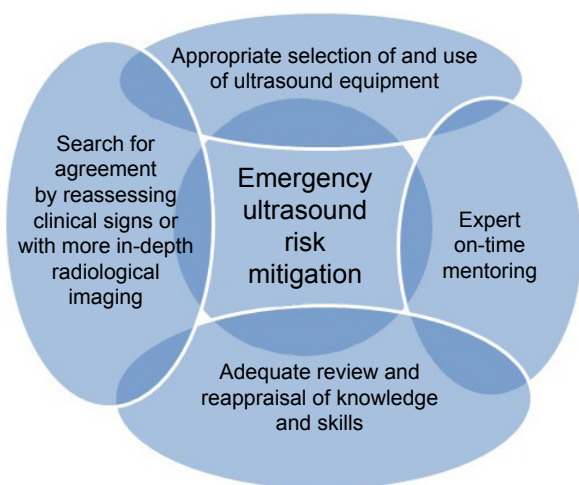 Appropriate selection of and use
of ultrasound equipment
Search for
agreement
by reassessing
clinical signs or
with more in-depth
radiological
imaging
Emergency
ultrasound
risk
mitigation
Expert
on-time
mentoring
Adequate review and
reappraisal of knowledge
and skills